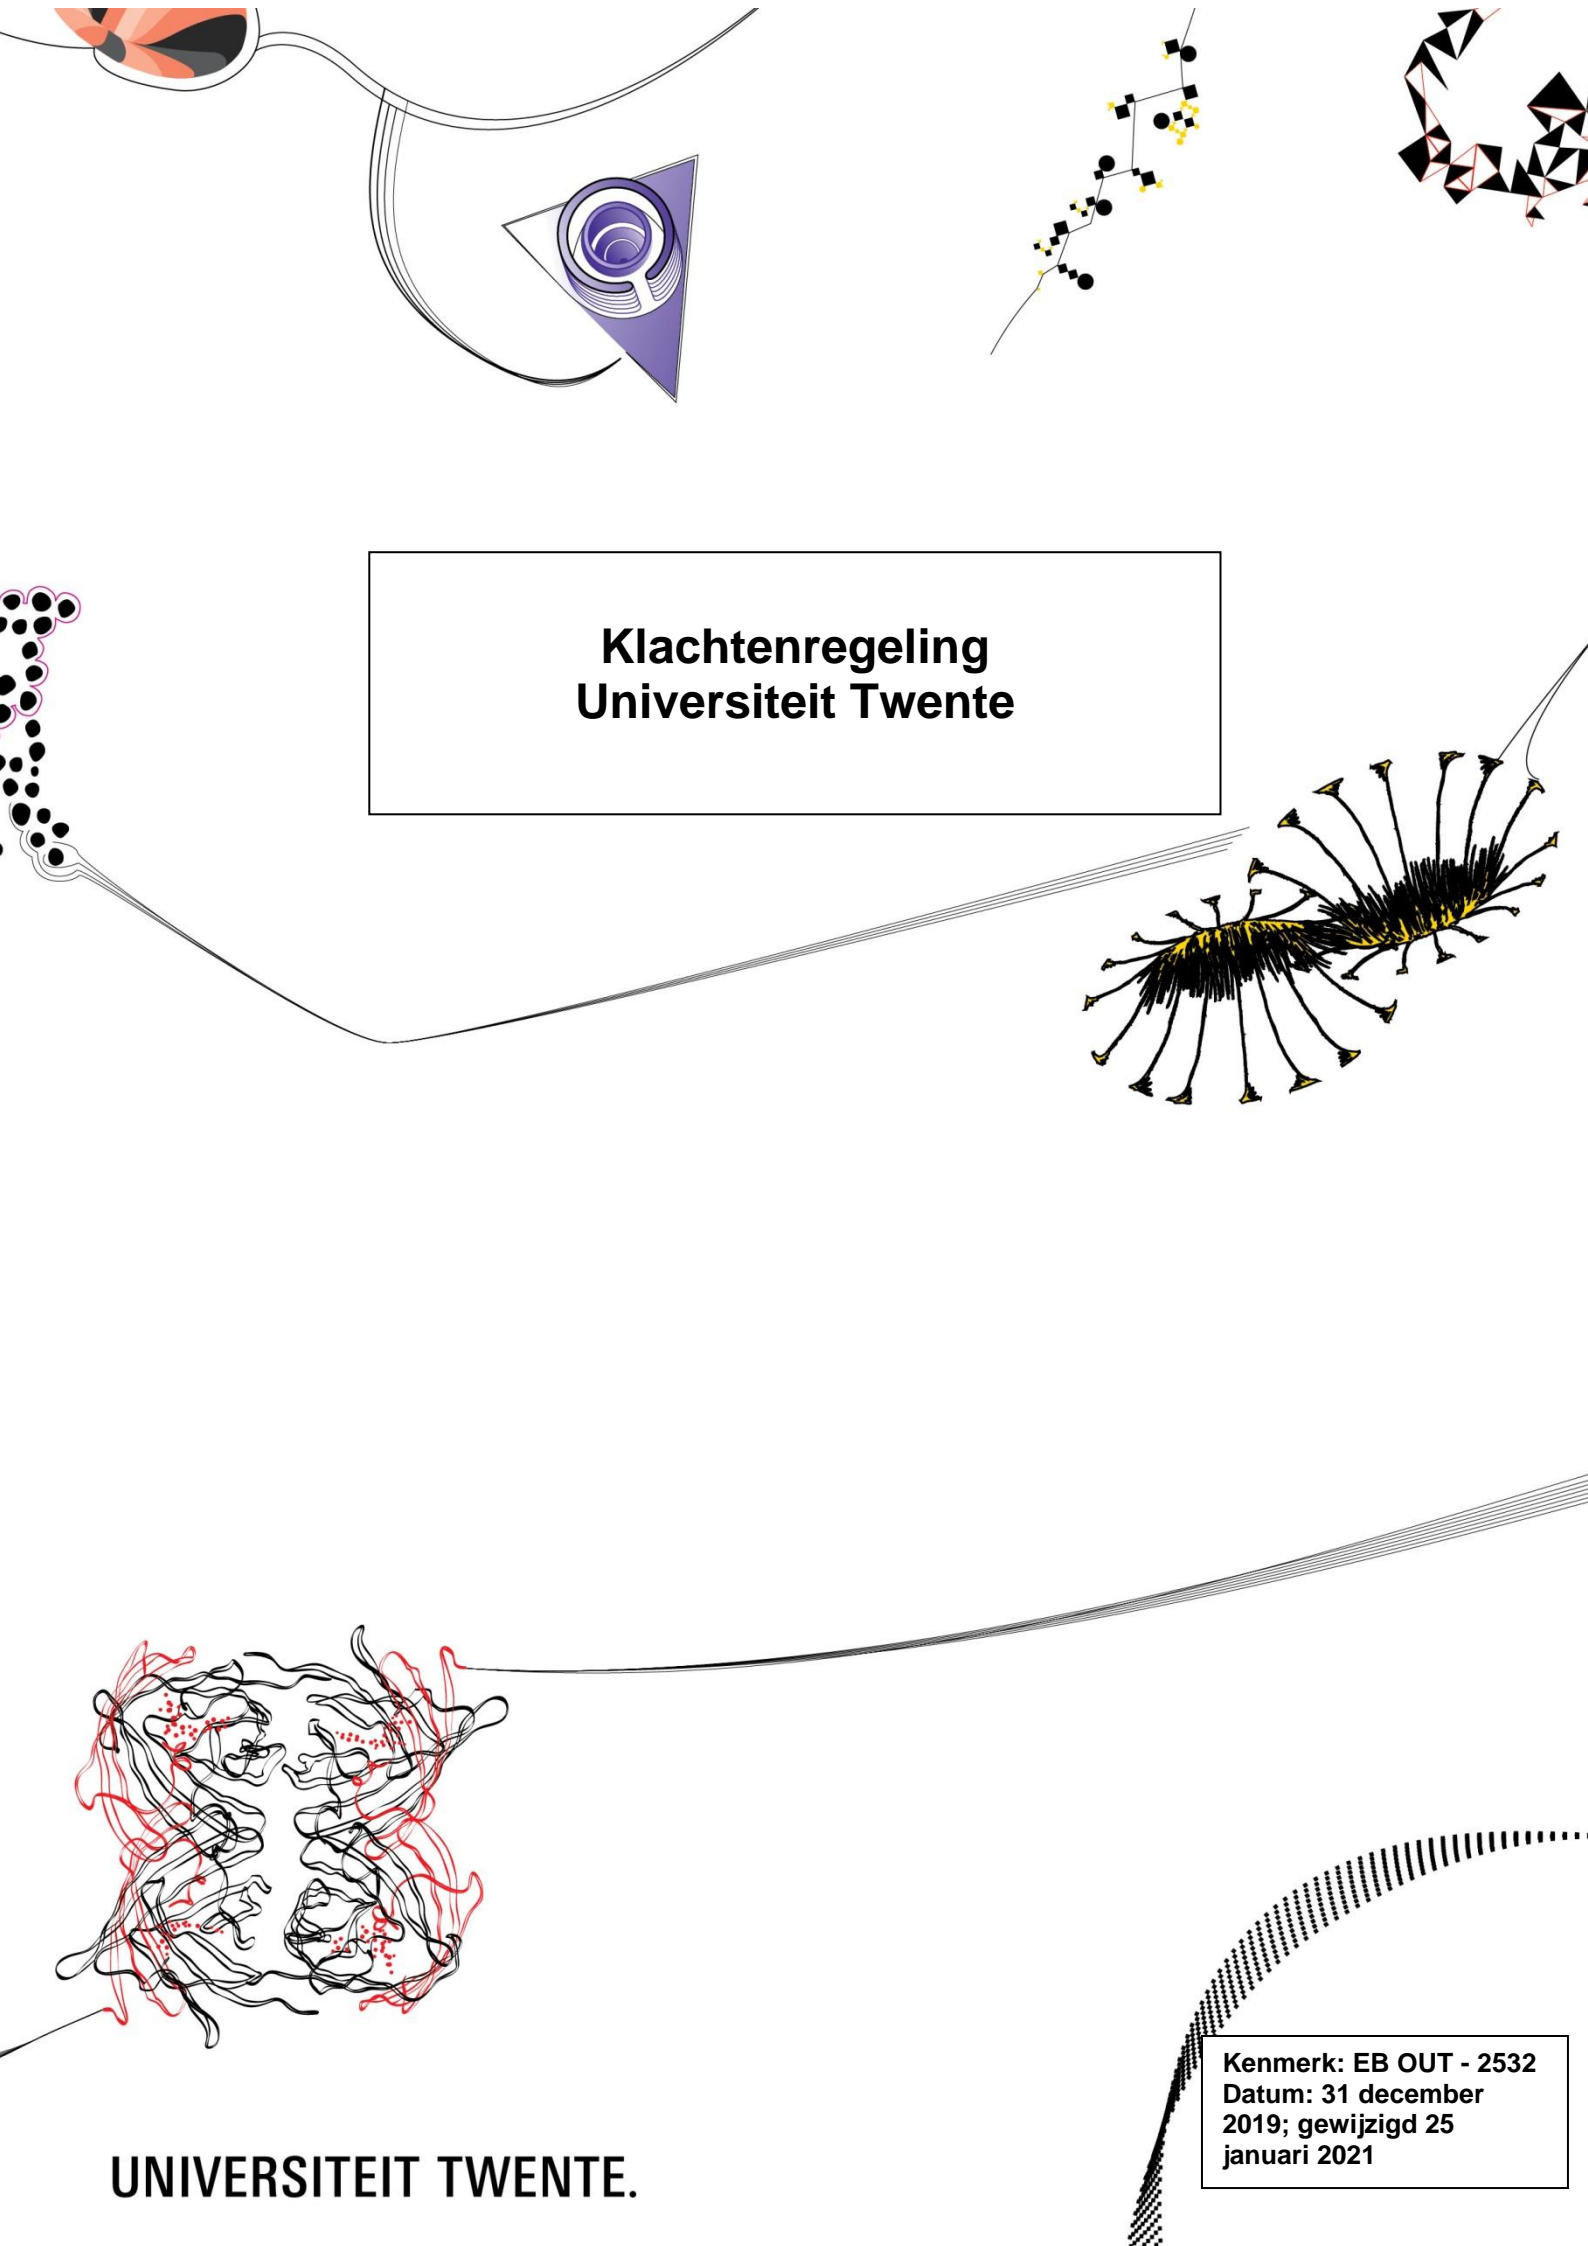 Klachtenregeling
Universiteit Twente
Kenmerk: EB OUT - 2532
Datum: 31 december
2019; gewijzigd 25
januari 2021
UNIVERSITEIT TWENTE.